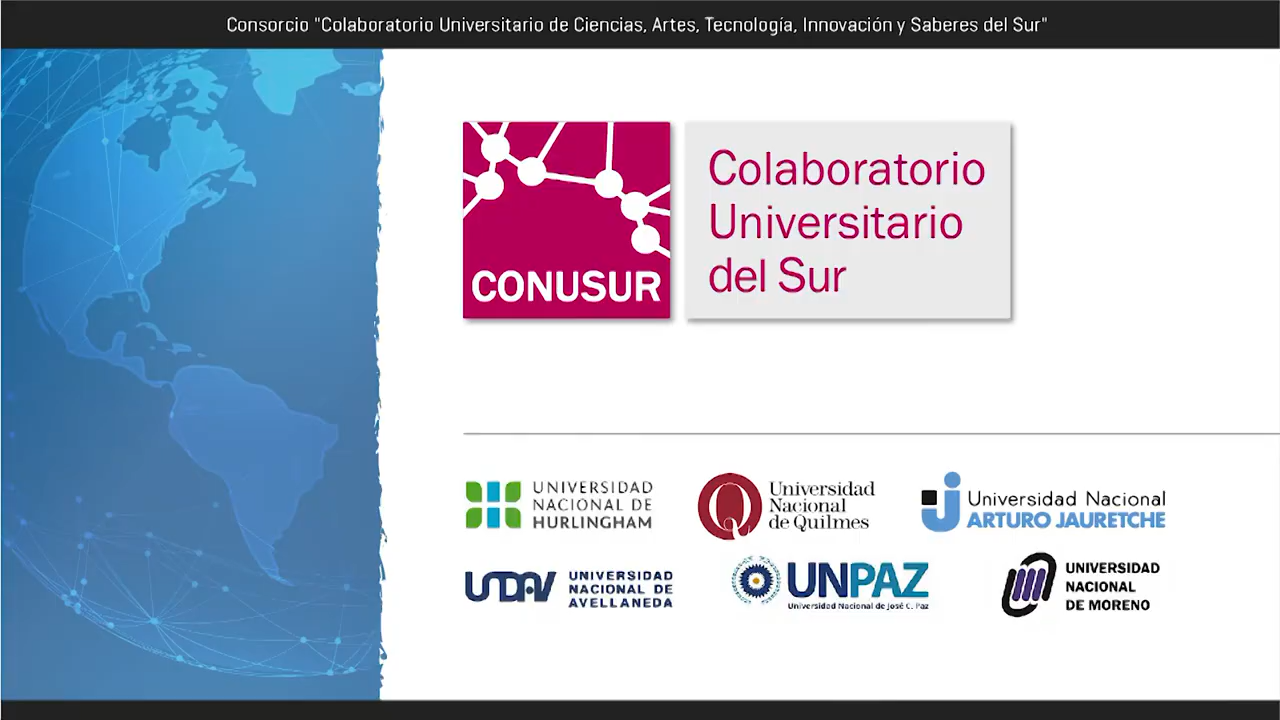 Consorcio "Colaboratorio Universitario de Ciencias, Artes, Tecnología, Innovación y Saberes del Sur"
CONUSUR
Colaboratorio
Universitario
del Sur
UNIVERSIDAD
NACIONAL DE
HURLINGHAM
Q
Universidad
Nacional
de Quilmes
Universidad Nacional
ARTURO JAURETCHE
UNDAV
UNIVERSIDAD
NACIONAL DE
AVELLANEDA
UNPAZ
Universidad Nacional de José C. Paz
UNIVERSIDAD
NACIONAL
DE MORENO